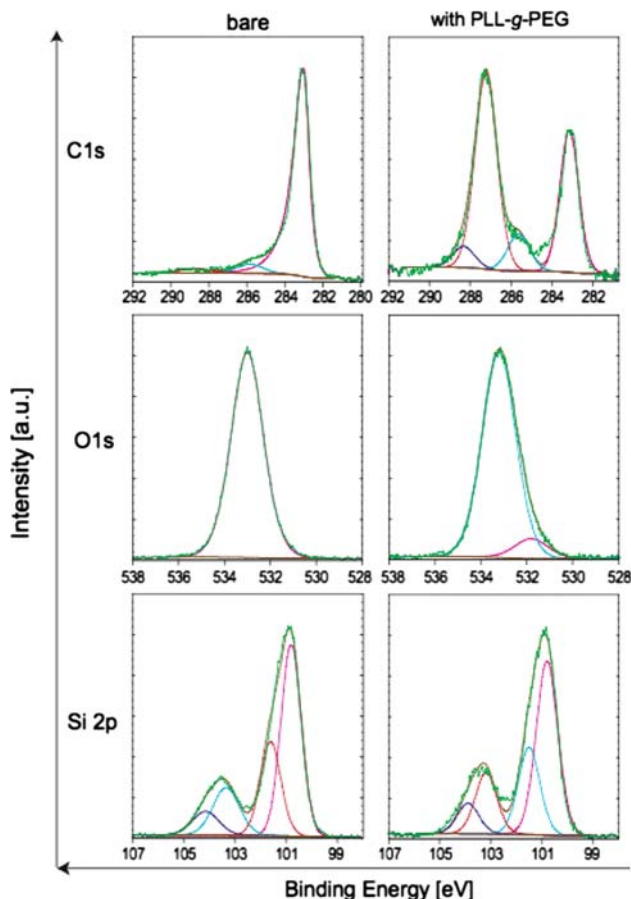 bare
with PLL-g-PEG
C1s
292 290 288 286 284 282 280
292 290 288 286 284 282
O1s
538 536 534 532 530 528
538 536 534 532 530 528
Si 2p
107 105 103 101 99
107 105 103 101 99
Intensity [a.u.]
Binding Energy [eV]